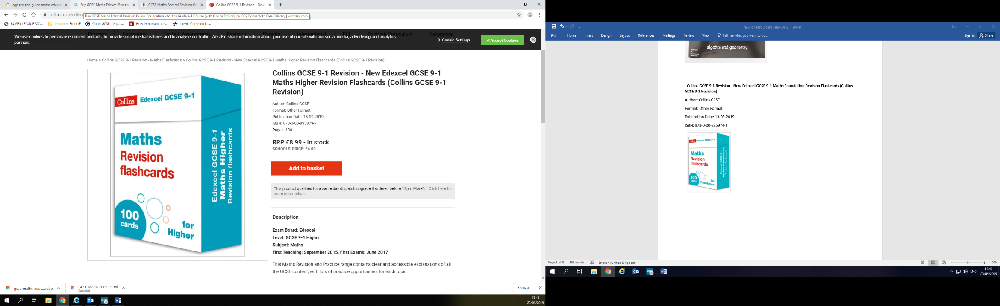 cgp revision guide maths edexcel
Buy GCSE Maths Edexcel Revision
GCSE Maths Edexcel Revision Gu
Collins GCSE 9-1 Revision - New
collins.co.uk/collect
Buy GCSE Maths Edexcel Revision Guide: Foundation - for the Grade 9-1 Course (with Online Edition) by CGP Books With Free Delivery | wordery.com
RUGBY LEAGUE STA...
Imported From IE
Good GCSEs 'equal...
How important are...
Lloyds Commercial...
Primary
Secondary
Tests & Assessment
Revision
Parents
International
ELT
Scottish Curriculum
Reference
We use cookies to personalise content and ads, to provide social media features and to analyse our traffic. We also share information about your use of our site with our social media, advertising and analytics
partners.
Cookie Settings
✓Accept Cookies
Home > Collins GCSE 9-1 Revision - Maths Flashcards > Collins GCSE 9-1 Revision - New Edexcel GCSE 9-1 Maths Higher Revision Flashcards (Collins GCSE 9-1 Revision)
Collins
Edexcel GCSE 9-1
Maths
Revision
flashcards
100
cards
for
Higher
Edexcel GCSE 9-1
Maths Higher
Revision flashcards
Collins GCSE 9-1 Revision - New Edexcel GCSE 9-1
Maths Higher Revision Flashcards (Collins GCSE 9-1
Revision)
Author: Collins GCSE
Format: Other Format
Publication Date: 13-09-2019
ISBN: 978-0-00-835973-7
Pages: 100
RRP £8.99 - In stock
SCHOOLS' PRICE: £4.00
Add to basket
This product qualifies for a same day dispatch upgrade if ordered before 12pm Mon-Fri. Click here for
more information.
Description
Exam Board: Edexcel
Level: GCSE 9-1 Higher
Subject: Maths
First Teaching: September 2015, First Exams: June 2017
This Maths Revision and Practice range contains clear and accessible explanations of all
the GCSE content, with lots of practice opportunities for each topic.
gcse-maths-ede....webp
GCSE Maths Edex....html
Canceled
Show all
15:49
23/09/2019
revision resources [Read-Only] - Word
File
Home
Insert
Design
Layout
References
Mailings
Review
View
Tell me what you want to do...
Sign in
Share
algebra and geometry
Collins GCSE 9-1 Revision - New Edexcel GCSE 9-1 Maths Foundation Revision Flashcards (Collins
GCSE 9-1 Revision)
Author: Collins GCSE
Format: Other Format
Publication Date: 13-09-2019
ISBN: 978-0-00-835974-4
Collins
Edexcel GCSE 9-1
Maths
Revision
flashcards
100
cards
for
Foundation
Edexcel GCSE 9-1
Maths Foundation
Revision flashcards
Page 5 of 5
193 words
English (United Kingdom)
100%
ENG
15:49
23/09/2019